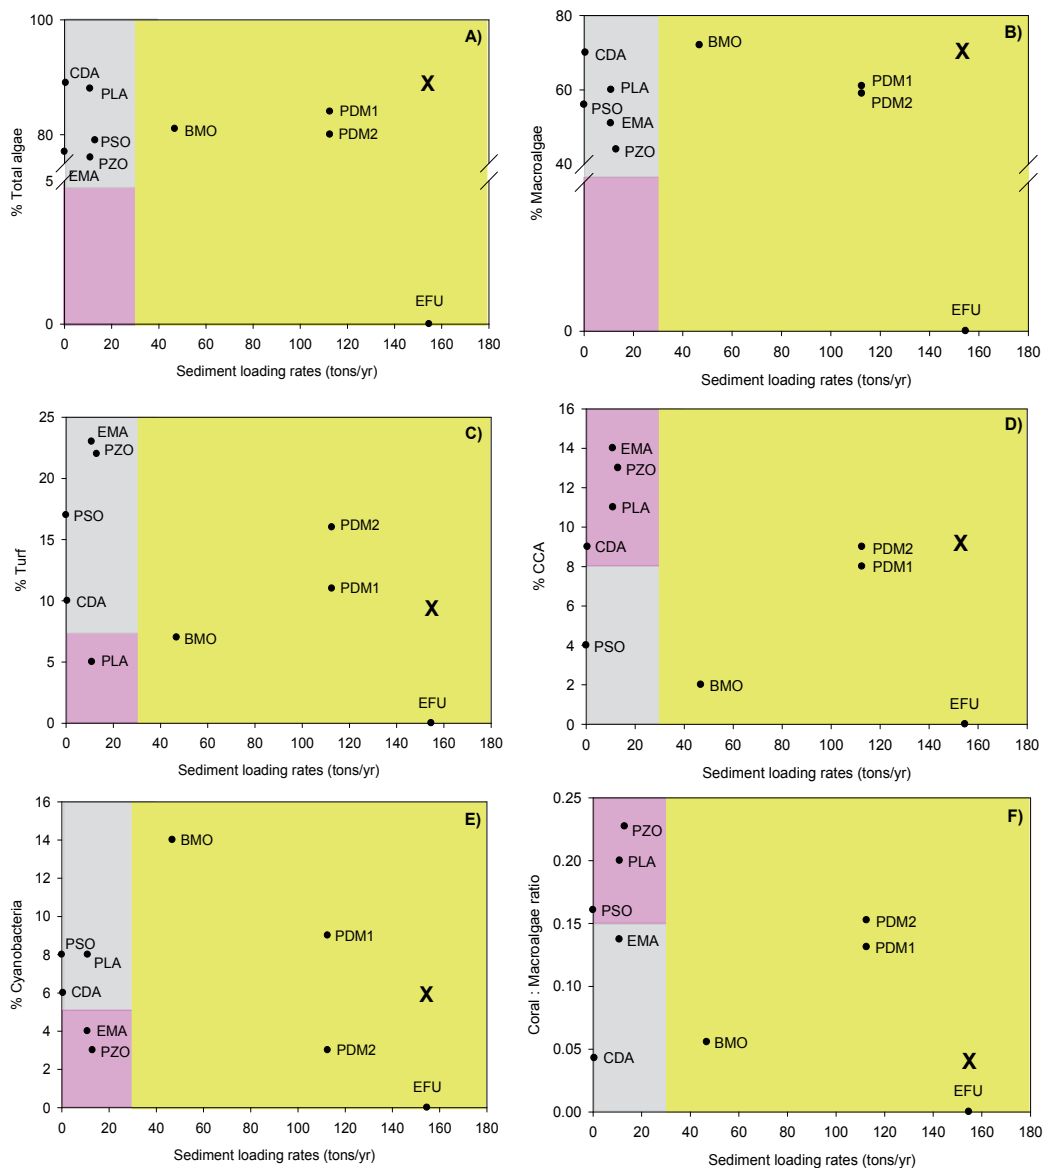 A)
100
80
5
0
% Total algae
CDA
PLA
PSO
PZO
EMA
BMO
X
PDM1
PDM2
EFU
0 20 40 60 80 100 120 140 160 180
Sediment loading rates (tons/yr)
B)
80
60
40
0
% Macroalgae
CDA
BMO
X
PLA
PSO
EMA
PZO
PDM1
PDM2
EFU
0 20 40 60 80 100 120 140 160 180
Sediment loading rates (tons/yr)
C)
25
20
15
10
5
0
% Turf
EMA
PZO
PSO
CDA
PLA
BMO
PDM2
PDM1
X
EFU
0 20 40 60 80 100 120 140 160 180
Sediment loading rates (tons/yr)
D)
16
14
12
10
8
6
4
2
0
% CCA
EMA
PZO
PLA
CDA
PSO
BMO
PDM2
PDM1
X
EFU
0 20 40 60 80 100 120 140 160 180
Sediment loading rates (tons/yr)
E)
16
14
12
10
8
6
4
2
0
% Cyanobacteria
BMO
PSO
PLA
CDA
EMA
PZO
PDM1
PDM2
X
EFU
0 20 40 60 80 100 120 140 160 180
Sediment loading rates (tons/yr)
F)
0.25
0.20
0.15
0.10
0.05
0.00
Coral : Macroalgae ratio
PZO
PLA
PSO
EMA
CDA
BMO
PDM2
PDM1
X
EFU
0 20 40 60 80 100 120 140 160 180
Sediment loading rates (tons/yr)